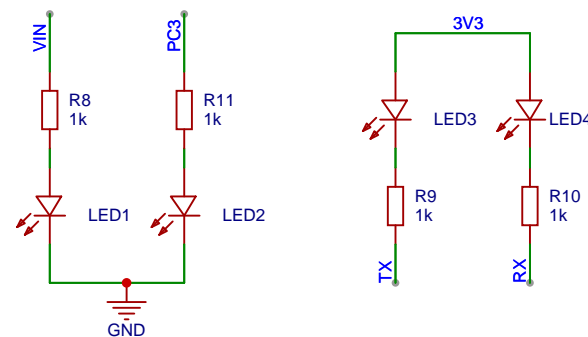 VIN
PC3
3V3
R8
1k
R11
1k
LED3
LED4
LED1
LED2
R9
1k
R10
1k
TX
RX
GND